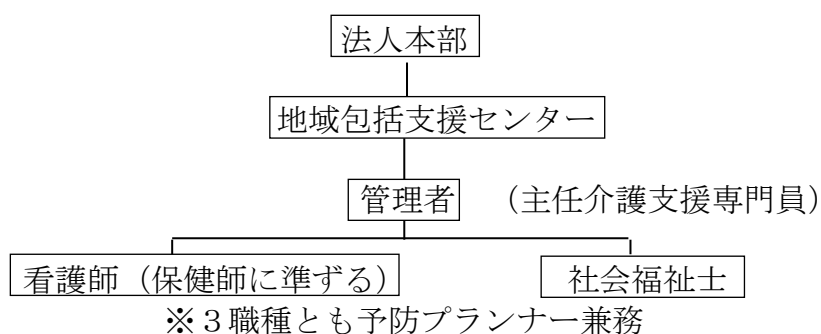 法人本部
地域包括支援センター
管理者 （主任介護支援専門員）
看護師（保健師に準ずる） 社会福祉士
※３職種とも予防プランナー兼務